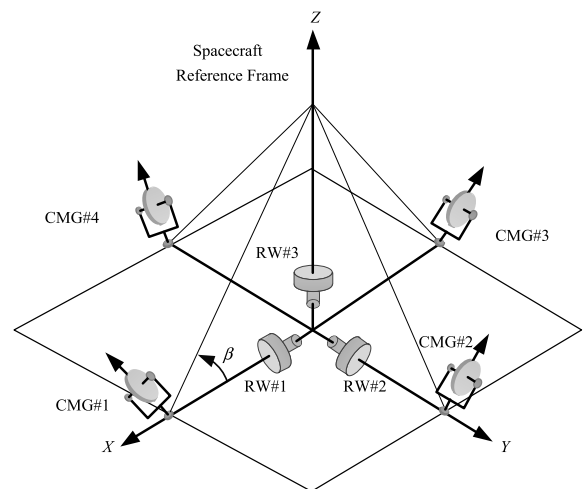 Z
Spacecraft
Reference Frame
CMG#4
CMG#3
RW#3
CMG#2
β
RW#1
RW#2
CMG#1
X
Y